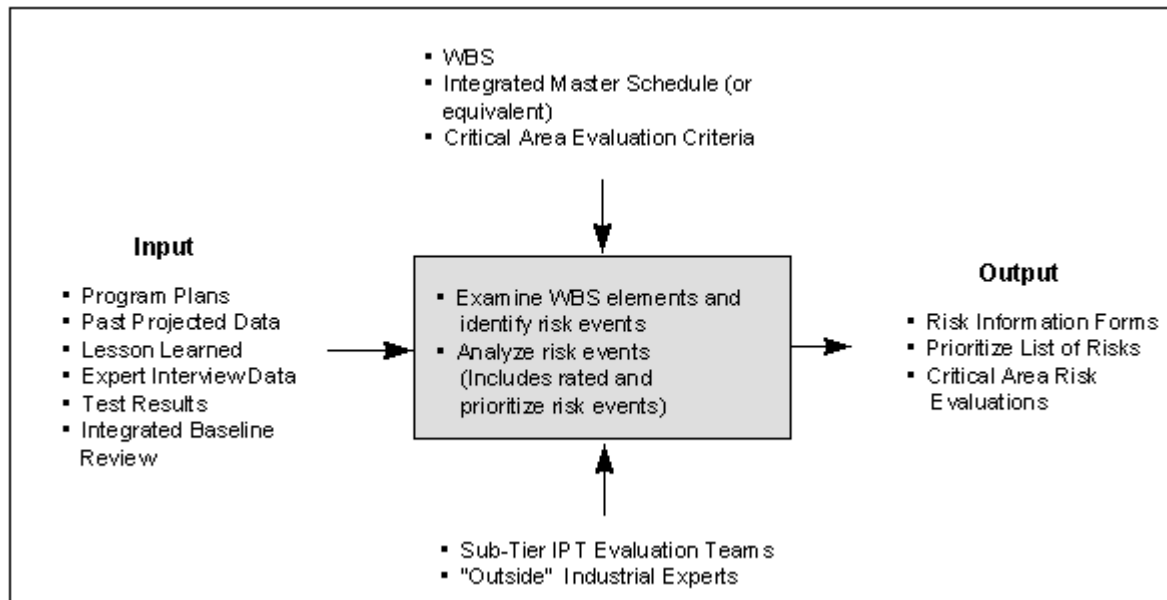 ▪ WBS
▪ Integrated Master Schedule (or
equivalent)
▪ Critical Area Evaluation Criteria
Input
▪ Program Plans
▪ Past Projected Data
▪ Lesson Learned
▪ Expert Interview Data
▪ Test Results
▪ Integrated Baseline
Review
▪ Examine WBS elements and
identify risk events
▪ Analyze risk events
(Includes rated and
prioritize risk events)
Output
▪ Risk Information Forms
▪ Prioritize List of Risks
▪ Critical Area Risk
Evaluations
▪ Sub-Tier IPT Evaluation Teams
▪ "Outside" Industrial Experts